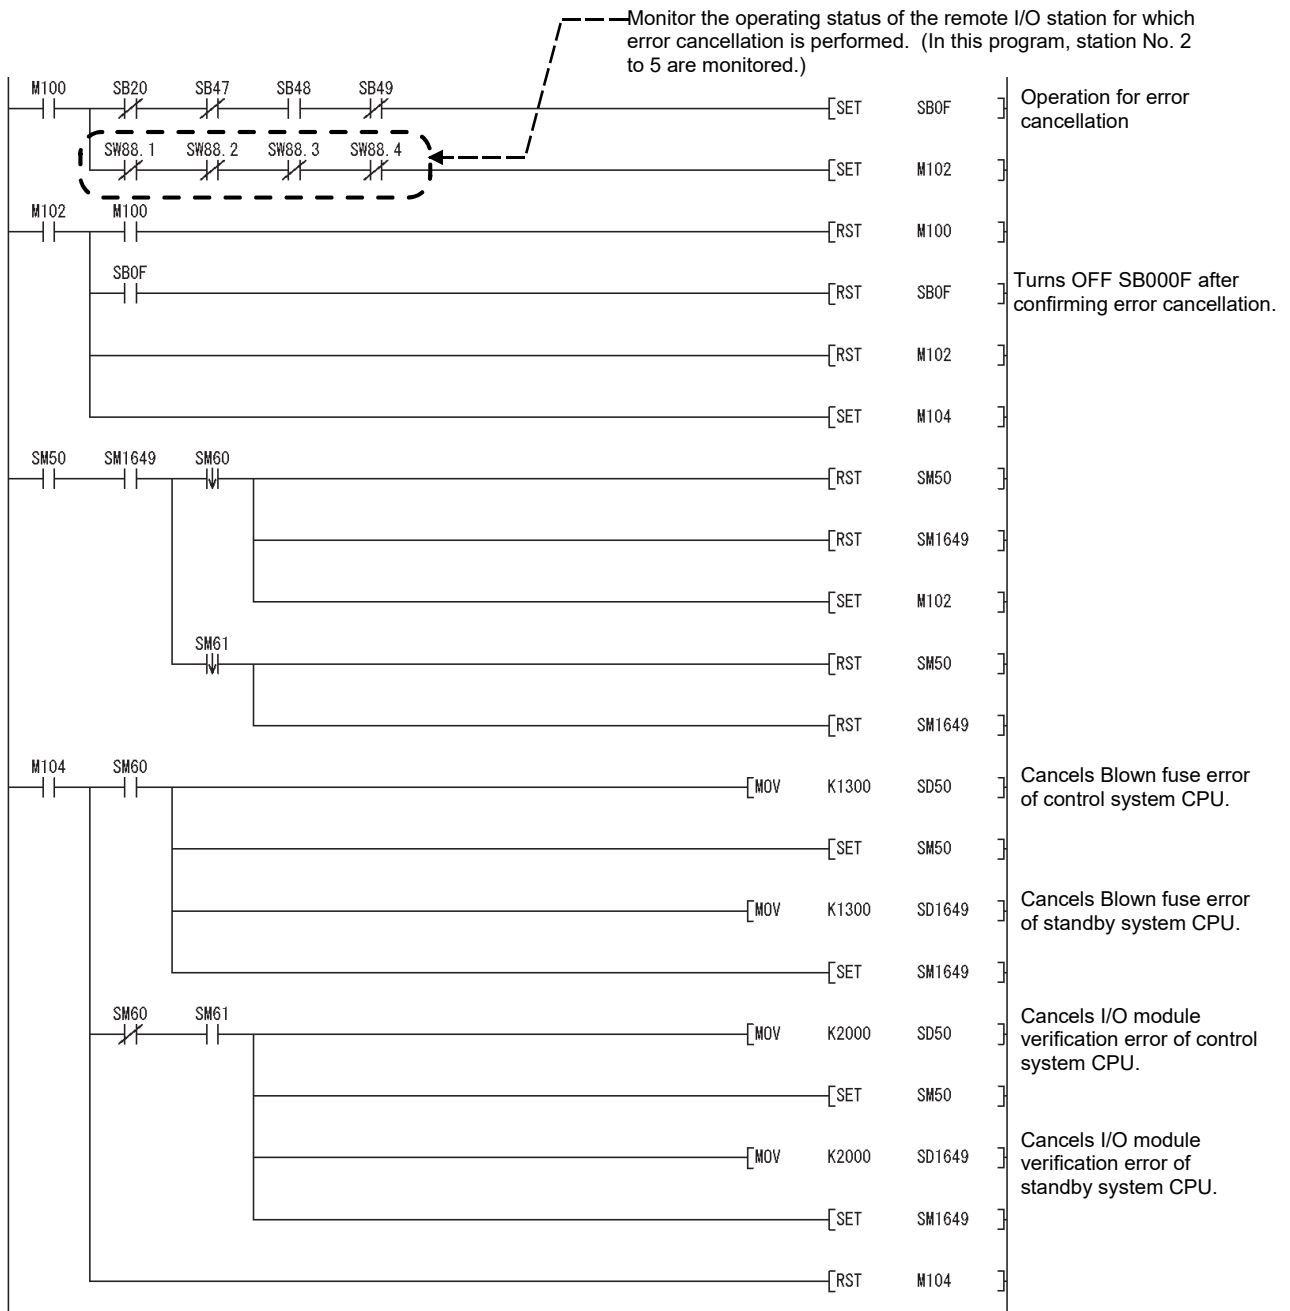 Monitor the operating status of the remote I/O station for which
error cancellation is performed. (In this program, station No. 2
to 5 are monitored.)
M100 SB20 SB47 SB48 SB49
[SET SB0F ]
Operation for error
cancellation
SW88.1 SW88.2 SW88.3 SW88.4
[SET M102 ]
M102 M100
[RST M100 ]
SB0F
[RST SB0F ]
Turns OFF SB000F after
confirming error cancellation.
[RST M102 ]
[SET M104 ]
SM50 SM1649 SM60
[RST SM50 ]
[RST SM1649 ]
[SET M102 ]
SM61
[RST SM50 ]
[RST SM1649 ]
M104 SM60
[MOV K1300 SD50 ]
Cancels Blown fuse error
of control system CPU.
[SET SM50 ]
[MOV K1300 SD1649 ]
Cancels Blown fuse error
of standby system CPU.
[SET SM1649 ]
SM60 SM61
[MOV K2000 SD50 ]
Cancels I/O module
verification error of control
system CPU.
[SET SM50 ]
[MOV K2000 SD1649 ]
Cancels I/O module
verification error of
standby system CPU.
[SET SM1649 ]
[RST M104 ]